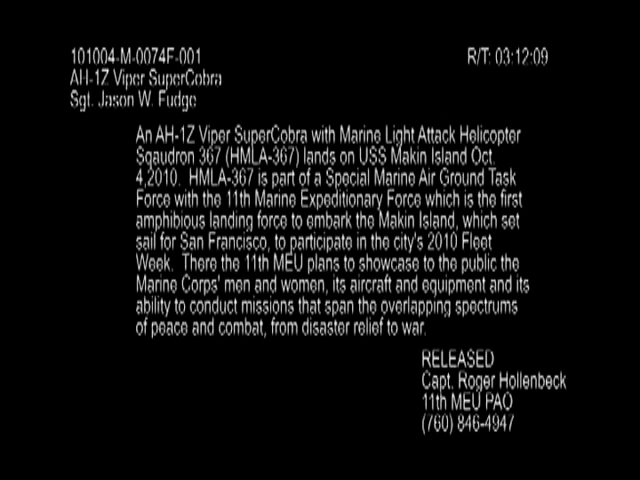 101004-M-0074F-001
R/T: 03:12:09
AH-1Z Viper SuperCobra
Sgt. Jason W. Fudge
An AH-1Z Viper SuperCobra with Marine Light Attack Helicopter
Sqaudron 367 (HMLA-367) lands on USS Makin Island Oct.
4,2010. HMLA-367 is part of a Special Marine Air Ground Task
Force with the 11th Marine Expeditionary Force which is the first
amphibious landing force to embark the Makin Island, which set
sail for San Francisco, to participate in the city's 2010 Fleet
Week. There the 11th MEU plans to showcase to the public the
Marine Corps' men and women, its aircraft and equipment and its
ability to conduct missions that span the overlapping spectrums
of peace and combat, from disaster relief to war.
RELEASED
Capt. Roger Hollenbeck
11th MEU PAO
(760) 846-4947